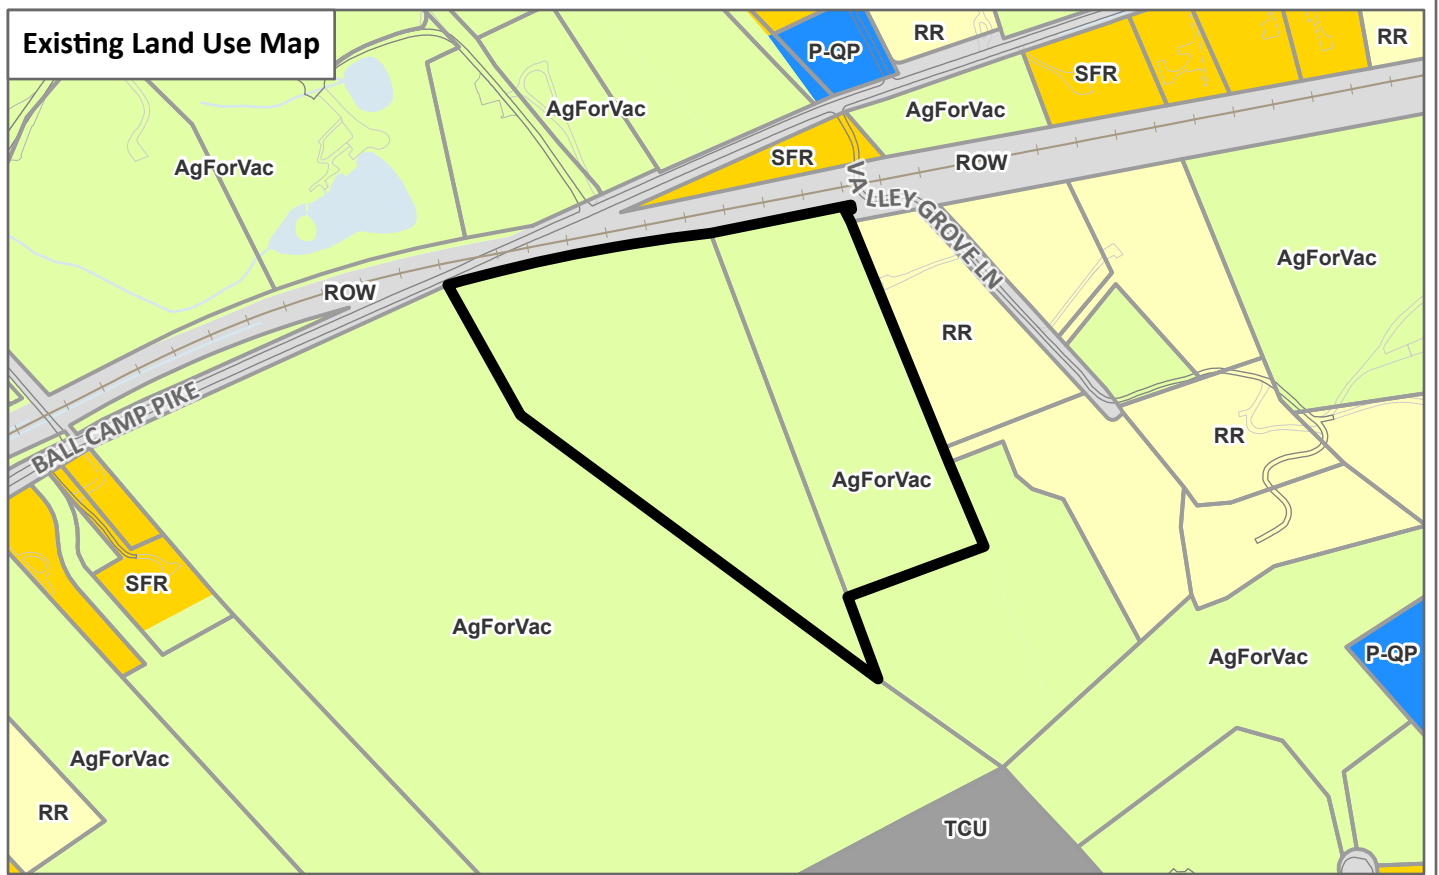 Existing Land Use Map
P-QP
RR
RR
SFR
AgForVac
AgForVac
SFR
ROW
AgForVac
VALLEY GROVE LN
AgForVac
ROW
RR
BALL CAMP PIKE
RR
AgForVac
SFR
AgForVac
AgForVac
P-QP
AgForVac
RR
TCU